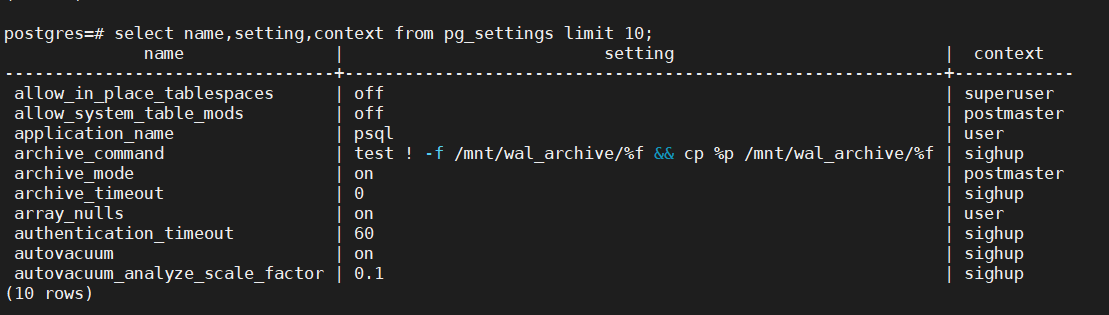 postgres=# select name,setting,context from pg_settings limit 10;
              name               |                          setting                          |  context
---------------------------------+-----------------------------------------------------------+------------
 allow_in_place_tablespaces      | off                                                       | superuser
 allow_system_table_mods         | off                                                       | postmaster
 application_name                | psql                                                      | user
 archive_command                 | test ! -f /mnt/wal_archive/%f && cp %p /mnt/wal_archive/%f | sighup
 archive_mode                    | on                                                        | postmaster
 archive_timeout                 | 0                                                         | sighup
 array_nulls                     | on                                                        | user
 authentication_timeout          | 60                                                        | sighup
 autovacuum                      | on                                                        | sighup
 autovacuum_analyze_scale_factor | 0.1                                                       | sighup
(10 rows)